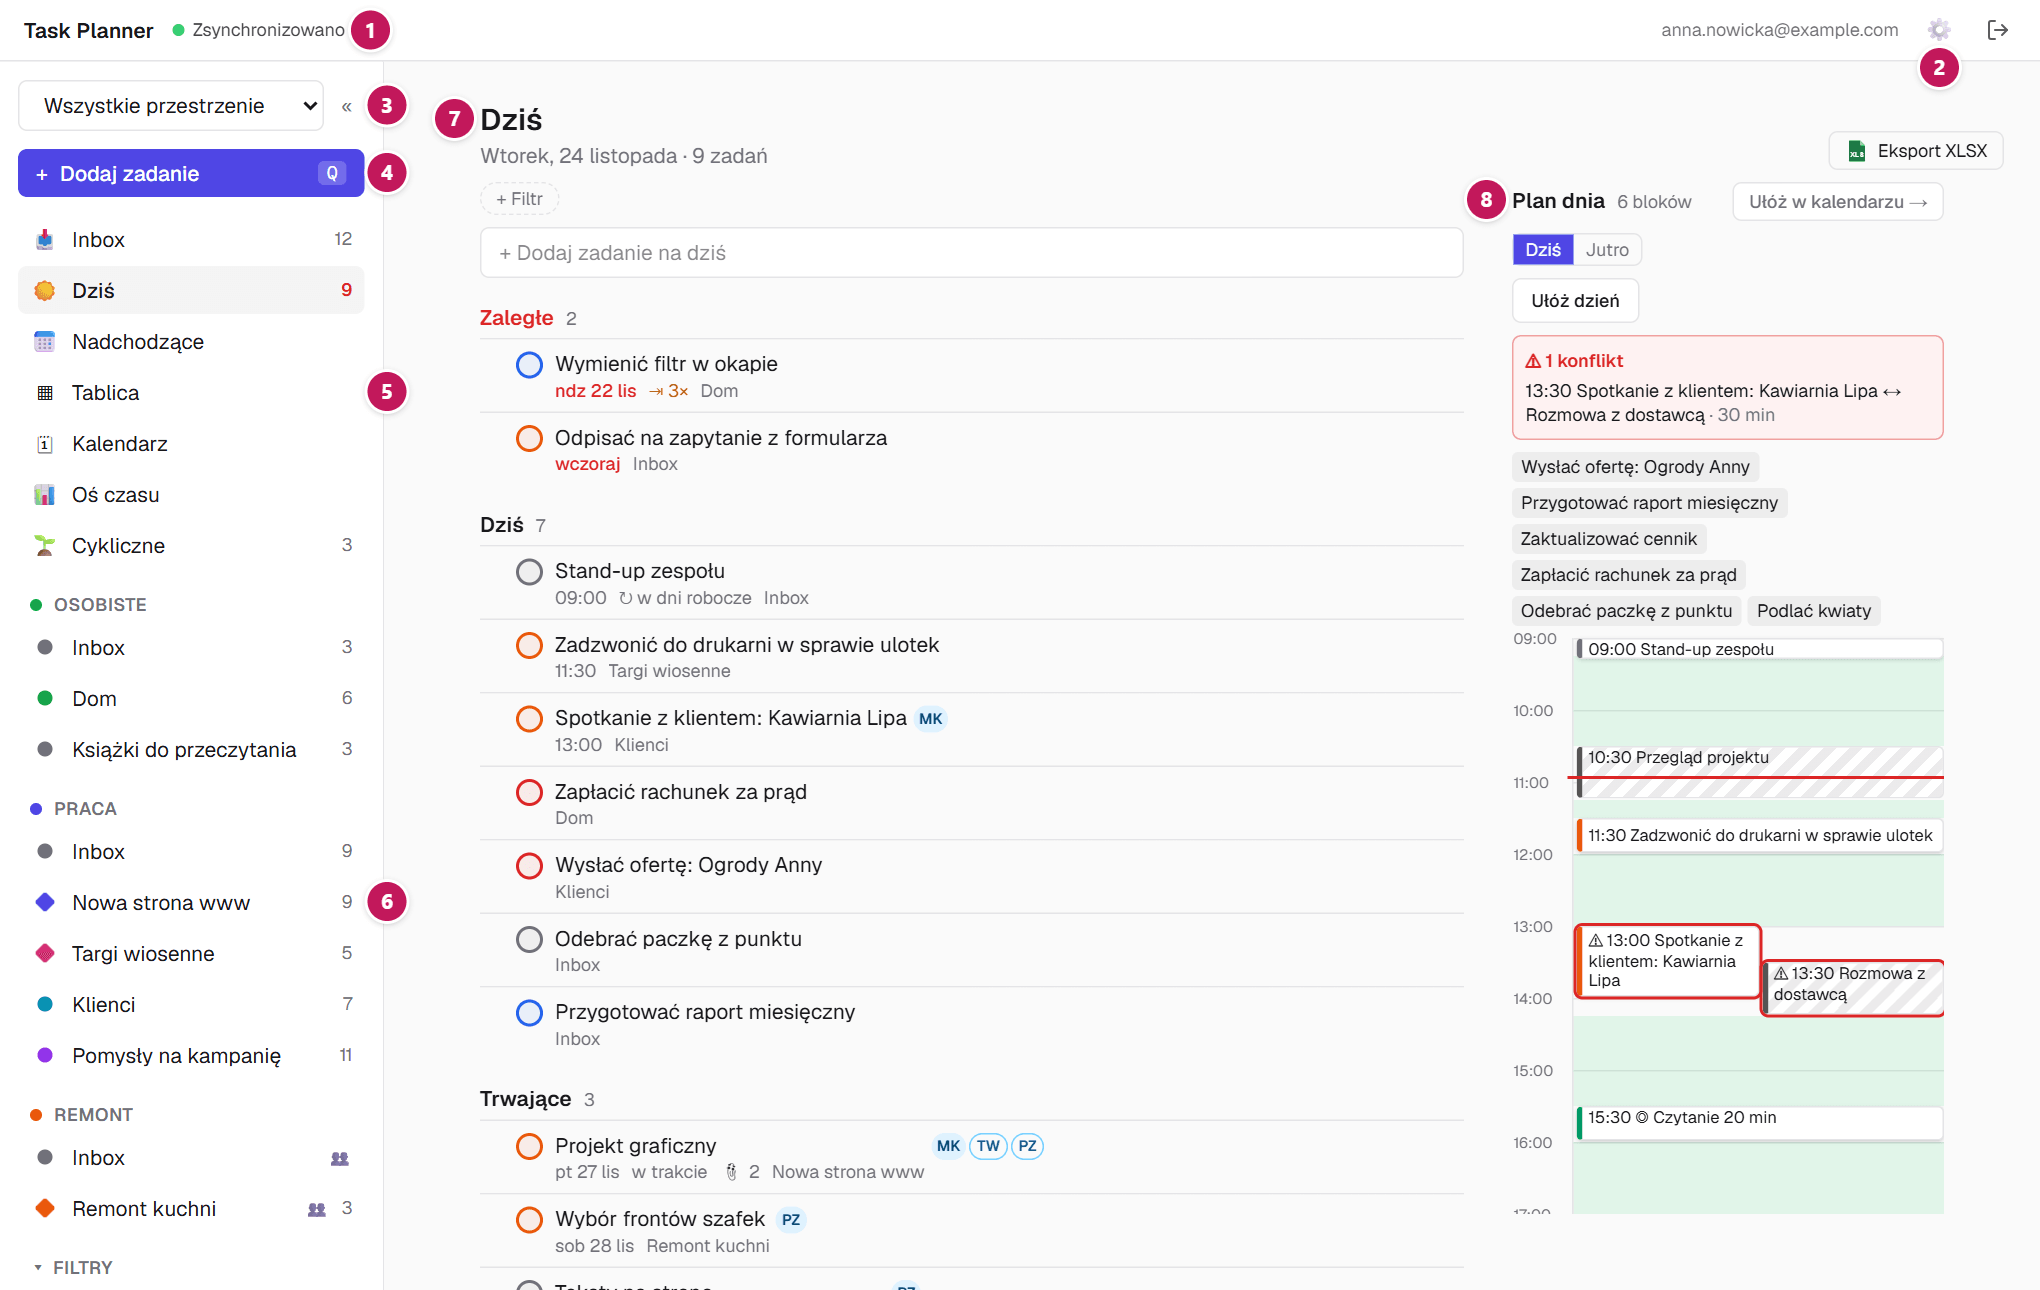 Task Planner
Zsynchronizowano
1
anna.nowicka@example.com
2
Wszystkie przestrzenie
«
3
+ Dodaj zadanie Q
4
Inbox 12
Dziś 9
Nadchodzące
Tablica
5
Kalendarz
Oś czasu
Cykliczne 3
OSOBISTE
Inbox 3
Dom 6
Książki do przeczytania 3
PRACA
Inbox 9
Nowa strona www 9
6
Targi wiosenne 5
Klienci 7
Pomysły na kampanię 11
REMONT
Inbox
Remont kuchni 3
FILTRY
7
Dziś
Wtorek, 24 listopada · 9 zadań
+ Filtr
+ Dodaj zadanie na dziś
Zaległe 2
Wymienić filtr w okapie
ndz 22 lis ⇥ 3× Dom
Odpisać na zapytanie z formularza
wczoraj Inbox
Dziś 7
Stand-up zespołu
09:00 ↻ w dni robocze Inbox
Zadzwonić do drukarni w sprawie ulotek
11:30 Targi wiosenne
Spotkanie z klientem: Kawiarnia Lipa MK
13:00 Klienci
Zapłacić rachunek za prąd
Dom
Wysłać ofertę: Ogrody Anny
Klienci
Odebrać paczkę z punktu
Inbox
Przygotować raport miesięczny
Inbox
Trwające 3
Projekt graficzny MK TW PZ
pt 27 lis w trakcie 2 Nowa strona www
Wybór frontów szafek PZ
sob 28 lis Remont kuchni
Eksport XLSX
8
Plan dnia 6 bloków
Ułóż w kalendarzu →
Dziś Jutro
Ułóż dzień
⚠ 1 konflikt
13:30 Spotkanie z klientem: Kawiarnia Lipa ↔
Rozmowa z dostawcą · 30 min
Wysłać ofertę: Ogrody Anny
Przygotować raport miesięczny
Zaktualizować cennik
Zapłacić rachunek za prąd
Odebrać paczkę z punktu Podlać kwiaty
09:00
09:00 Stand-up zespołu
10:00
10:30 Przegląd projektu
11:00
11:30 Zadzwonić do drukarni w sprawie ulotek
12:00
13:00
⚠ 13:00 Spotkanie z
klientem: Kawiarnia
Lipa
⚠ 13:30 Rozmowa z
dostawcą
14:00
15:00
15:30 ◎ Czytanie 20 min
16:00